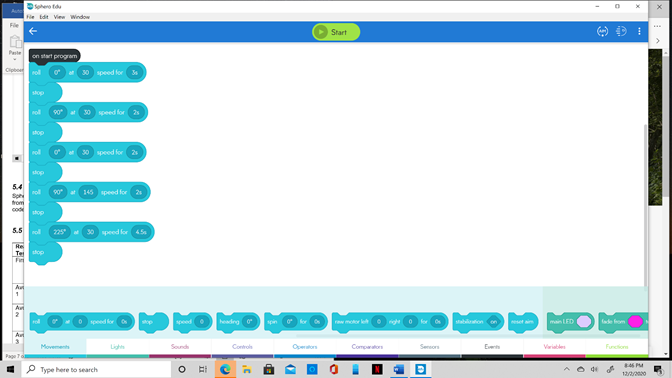 Sphero Edu
File Edit View Window
Start
File
Paste
Clipboard
on start program
roll 0° at 30 speed for 3s
stop
roll 90° at 30 speed for 2s
stop
roll 0° at 30 speed for 2s
stop
roll 90° at 145 speed for 2s
stop
roll 225° at 30 speed for 4.5s
stop
5.4
Sphe
from
code
5.5
Rea
Tes
Fin
Aw
1
Aw
2
Aw
3
roll 0° at 0 speed for 0s stop speed 0 heading 0° spin 0° for 0s raw motor left 0 right 0 for 0s stabilization on reset aim main LED fade from
Movements Lights Sounds Controls Operators Comparators Sensors Events Variables Functions
Page 7 o
Type here to search
8:46 PM
12/2/2020